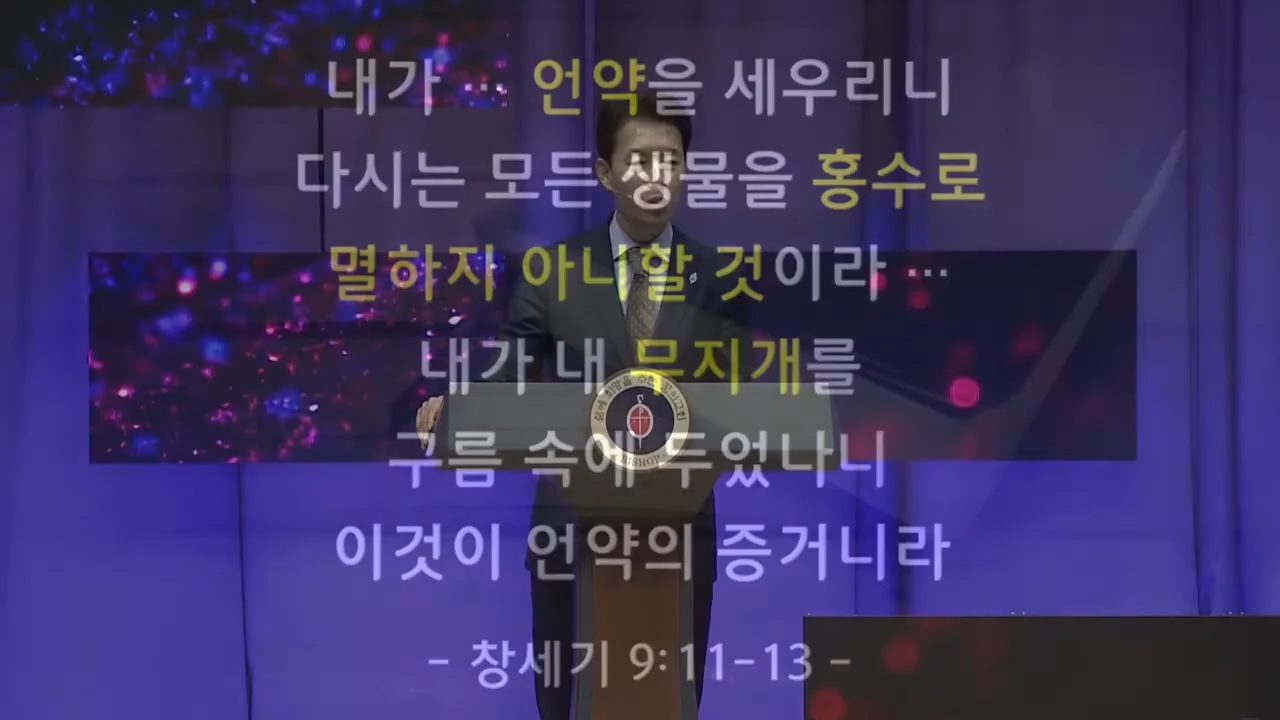 내가 … 언약을 세우리니
다시는 모든 생물을 홍수로
멸하자 아니할 것이라 …
내가 내 무지개를
BISHOP
구름 속에 두었나니
이것이 언약의 증거니라
- 창세기 9:11-13 -